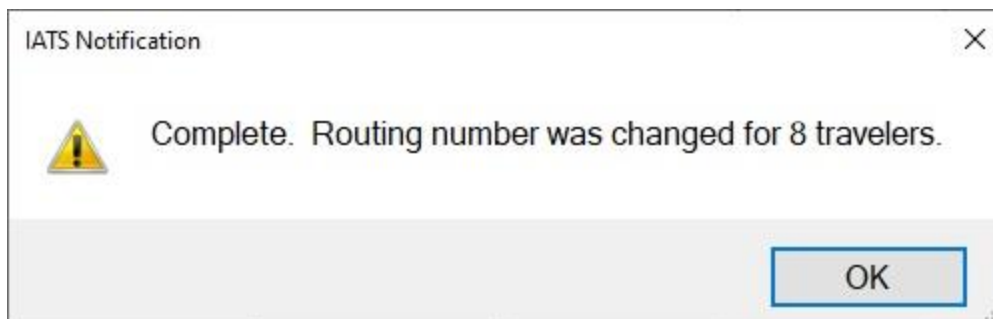 IATS Notification
Complete.  Routing number was changed for 8 travelers.
OK